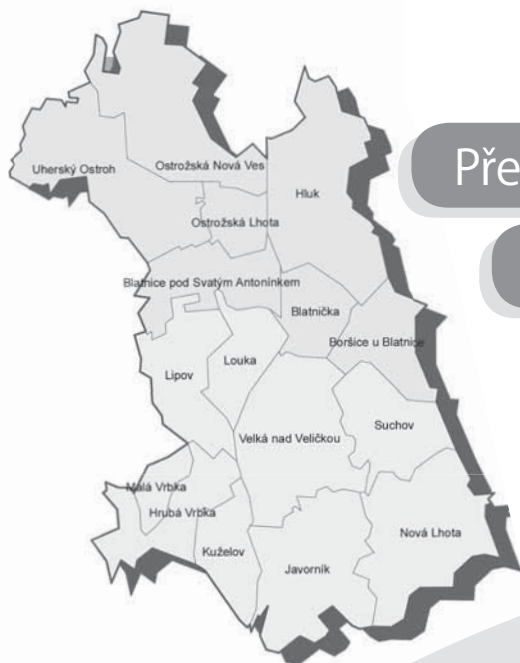 Pře
Uherský Ostroh
Ostrožská Nová Ves
Hluk
Ostrožská Lhota
Blatnice pod Svatým Antonínkem
Blatnička
Boršice u Blatnice
Lipov
Louka
Velká nad Veličkou
Suchov
Malá Vrbka
Hrubá Vrbka
Kuželov
Javorník
Nová Lhota